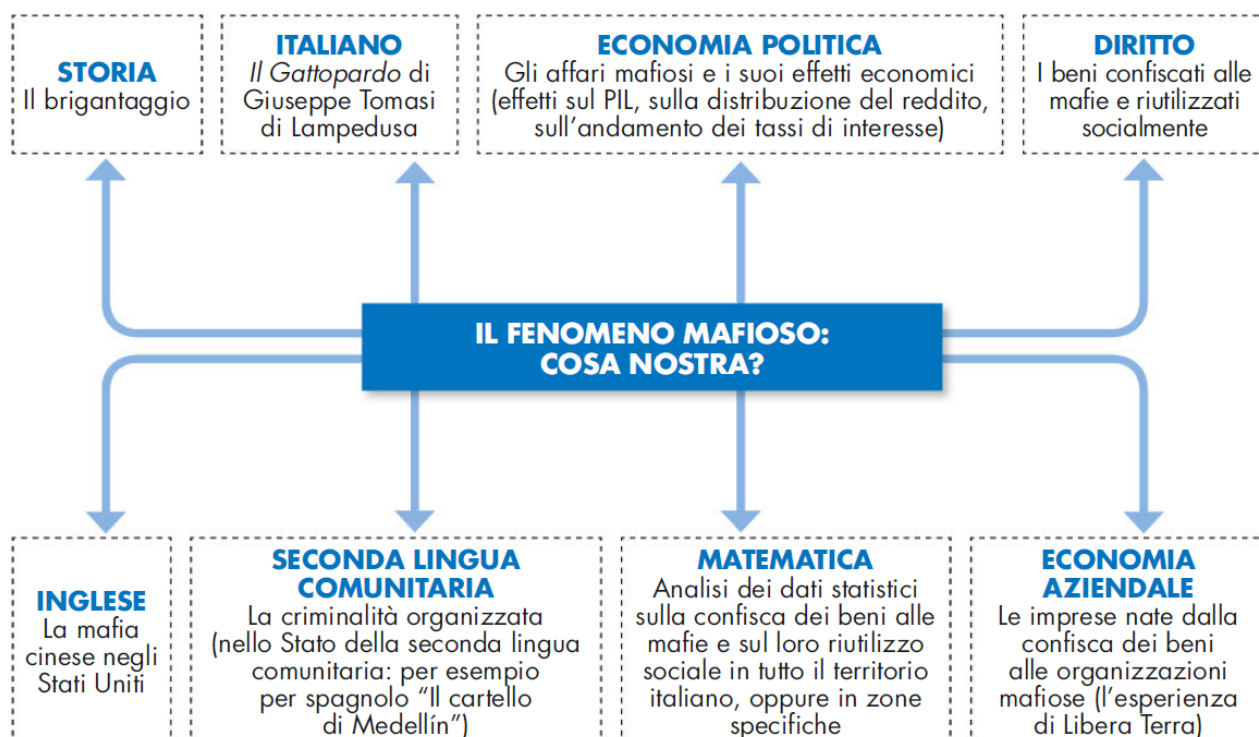 STORIA
Il brigantaggio
ITALIANO
Il Gattopardo di
Giuseppe Tomasi
di Lampedusa
ECONOMIA POLITICA
Gli affari mafiosi e i suoi effetti economici
(effetti sul PIL, sulla distribuzione del reddito,
sull'andamento dei tassi di interesse)
DIRITTO
I beni confiscati alle
mafie e riutilizzati
socialmente
IL FENOMENO MAFIOSO:
COSA NOSTRA?
INGLESE
La mafia
cinese negli
Stati Uniti
SECONDA LINGUA
COMUNITARIA
La criminalità organizzata
(nello Stato della seconda lingua
comunitaria: per esempio
per spagnolo “Il cartello
di Medellín”)
MATEMATICA
Analisi dei dati statistici
sulla confisca dei beni alle
mafie e sul loro riutilizzo
sociale in tutto il territorio
italiano, oppure in zone
specifiche
ECONOMIA
AZIENDALE
Le imprese nate dalla
confisca dei beni
alle organizzazioni
mafiose (l'esperienza
di Libera Terra)